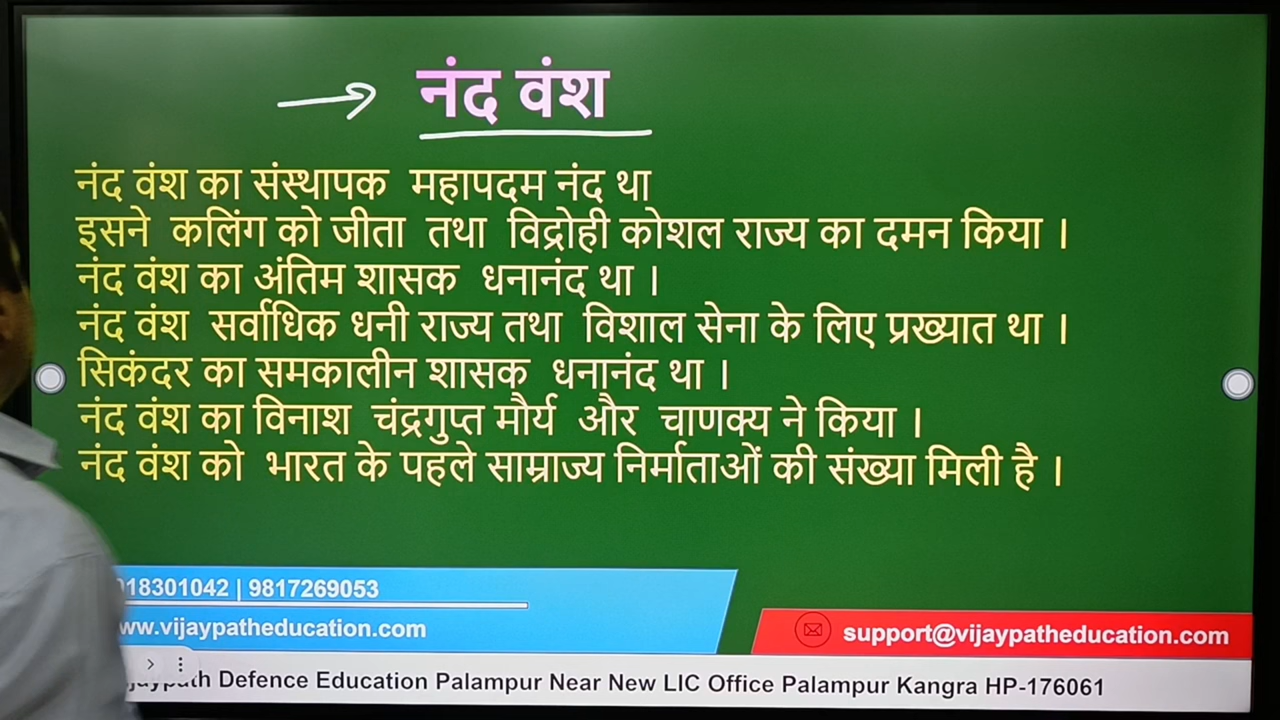 नंद वंश
नंद वंश का संस्थापक महापदम नंद था
इसने कलिंग को जीता तथा विद्रोही कोशल राज्य का दमन किया ।
नंद वंश का अंतिम शासक धनानंद था ।
नंद वंश सर्वाधिक धनी राज्य तथा विशाल सेना के लिए प्रख्यात था ।
सिकंदर का समकालीन शासक धनानंद था ।
नंद वंश का विनाश चंद्रगुप्त मौर्य और चाणक्य ने किया ।
नंद वंश को भारत के पहले साम्राज्य निर्माताओं की संख्या मिली है ।
18301042 | 9817269053
ww.vijaypatheducation.com
support@vijaypatheducation.com
Defence Education Palampur Near New LIC Office Palampur Kangra HP-176061